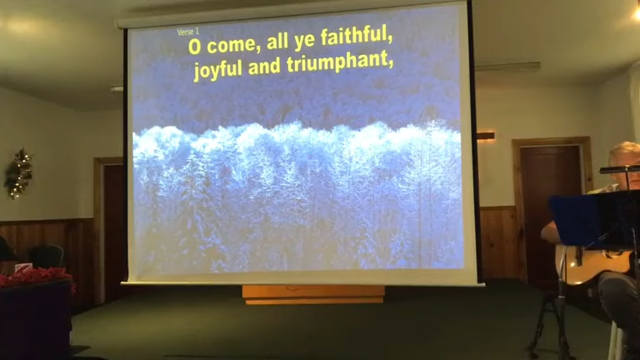 Verse 1
O come, all ye faithful,
joyful and triumphant,